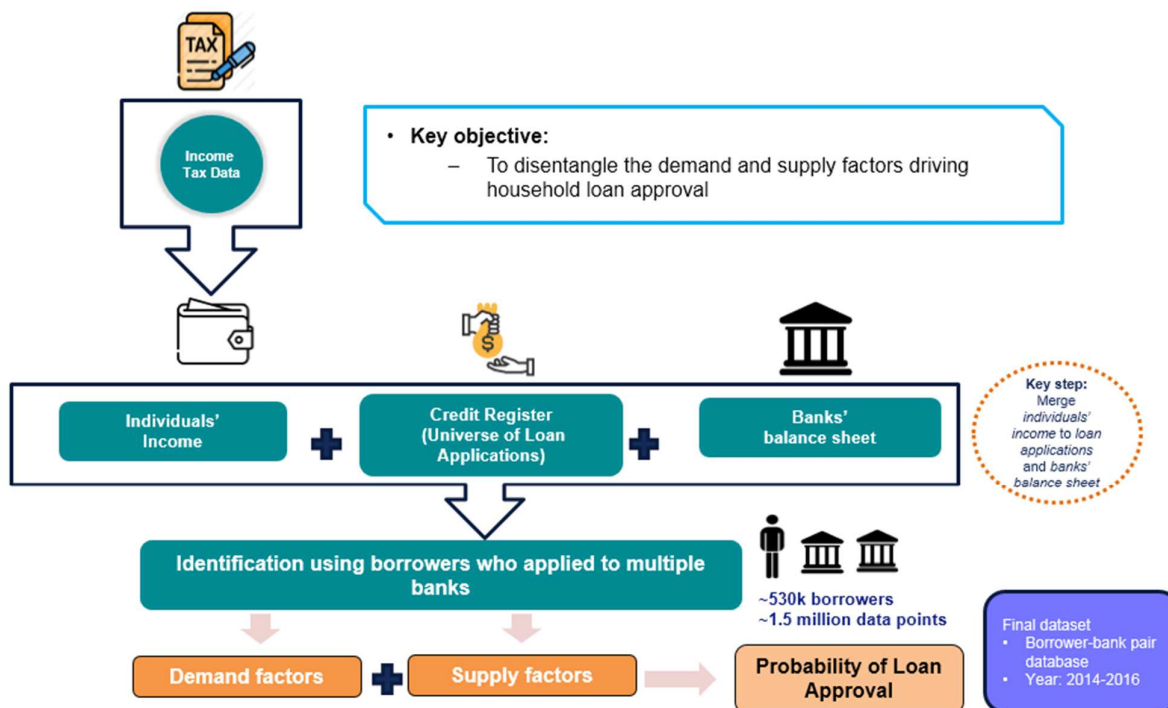 TAX
Income
Tax Data
• Key objective:
– To disentangle the demand and supply factors driving
household loan approval
$
Individuals'
Income
Credit Register
(Universe of Loan
Applications)
Banks'
balance sheet
Key step:
Merge
individuals'
income to loan
applications
and banks'
balance sheet
Identification using borrowers who applied to multiple
banks
~530k borrowers
~1.5 million data points
Demand factors
Supply factors
Probability of Loan
Approval
Final dataset
• Borrower-bank pair
database
• Year: 2014-2016